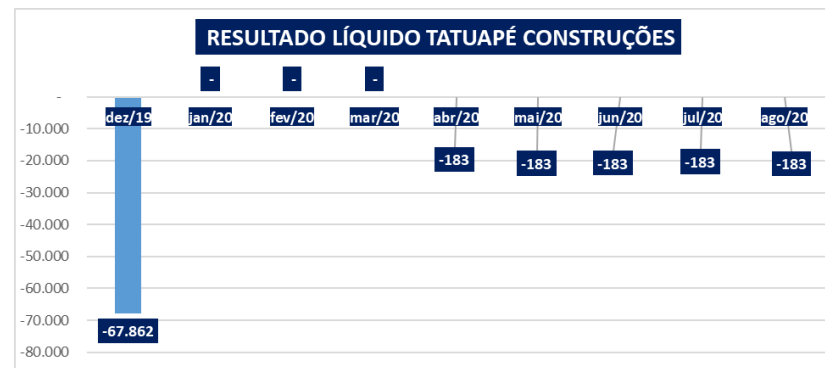 RESULTADO LÍQUIDO TATUAPÉ CONSTRUÇÕES
- - -
-
dez/19 jan/20 fev/20 mar/20 abr/20 mai/20 jun/20 jul/20 ago/20
-10.000
-20.000 -183 -183 -183 -183 -183
-30.000
-40.000
-50.000
-60.000
-70.000 -67.862
-80.000